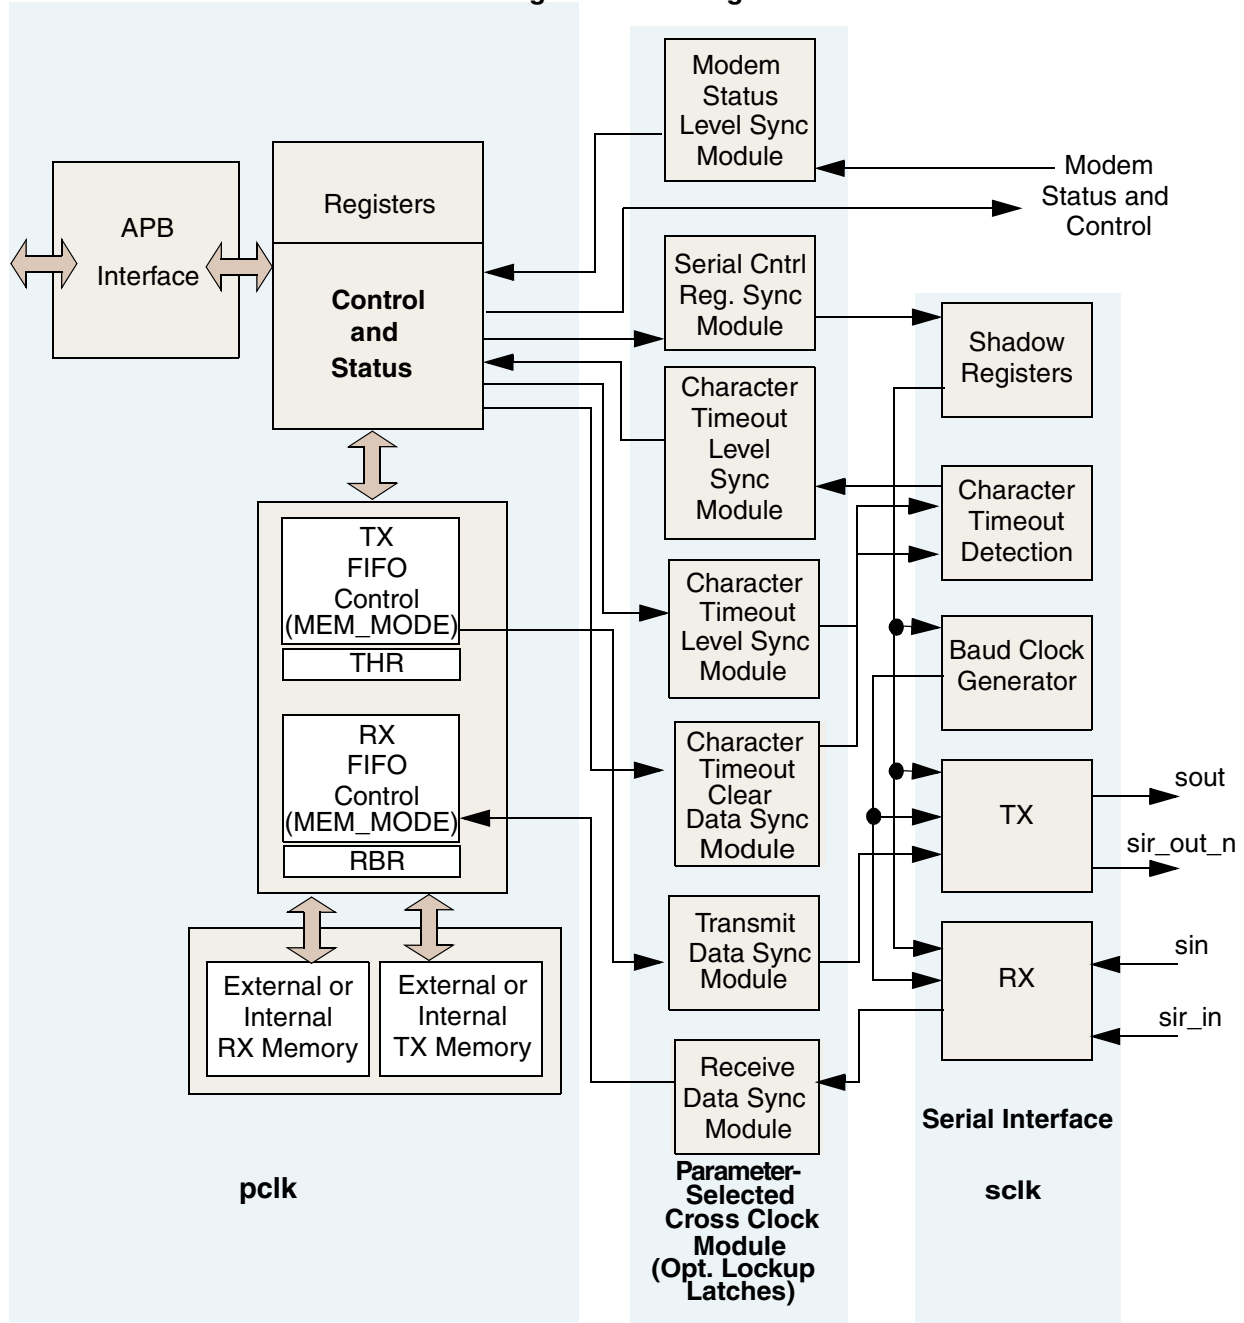 APB
Interface
Registers
Control
and
Status
TX
FIFO
Control
(MEM_MODE)
THR
RX
FIFO
Control
(MEM_MODE)
RBR
External or
Internal
RX Memory
External or
Internal
TX Memory
pclk
Modem
Status
Level Sync
Module
Serial Cntrl
Reg. Sync
Module
Character
Timeout
Level
Sync
Module
Character
Timeout
Level Sync
Module
Character
Timeout
Clear
Data Sync
Module
Transmit
Data Sync
Module
Receive
Data Sync
Module
Parameter-
Selected
Cross Clock
Module
(Opt. Lockup
Latches)
Modem
Status and
Control
Shadow
Registers
Character
Timeout
Detection
Baud Clock
Generator
TX
RX
sout
sir_out_n
sin
sir_in
Serial Interface
sclk